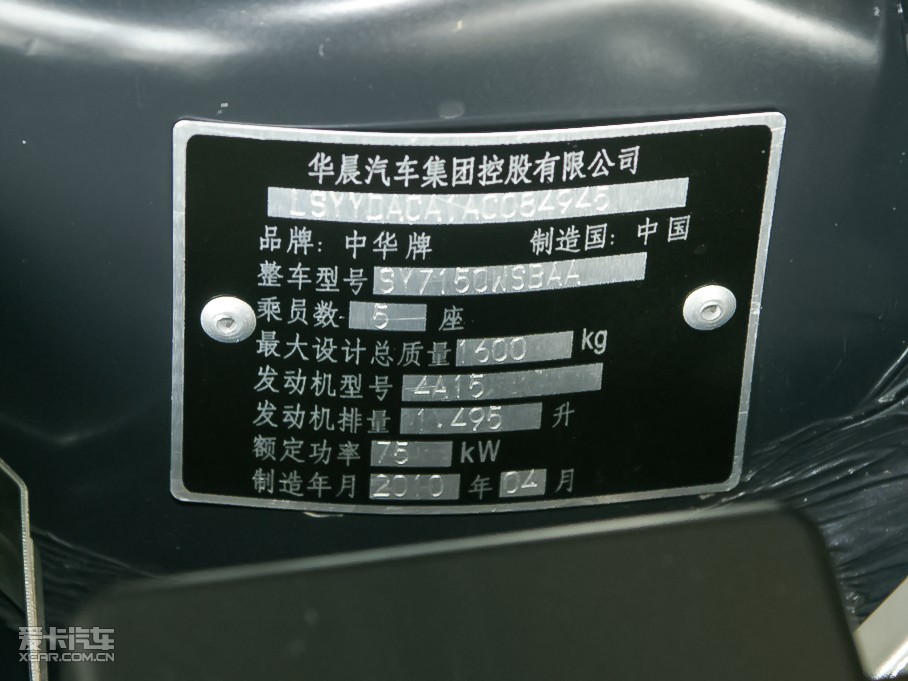 华晨汽车集团控股有限公司
品牌: 中华牌 制造国: 中国
整车型号 SY7150WSBAA
乘员数 5 座
最大设计总质量 1600 kg
发动机型号 4A15
发动机排量 1.495 升
额定功率 75 kW
制造年月 2010 年 04 月
爱卡汽车
XCAR.COM.CN